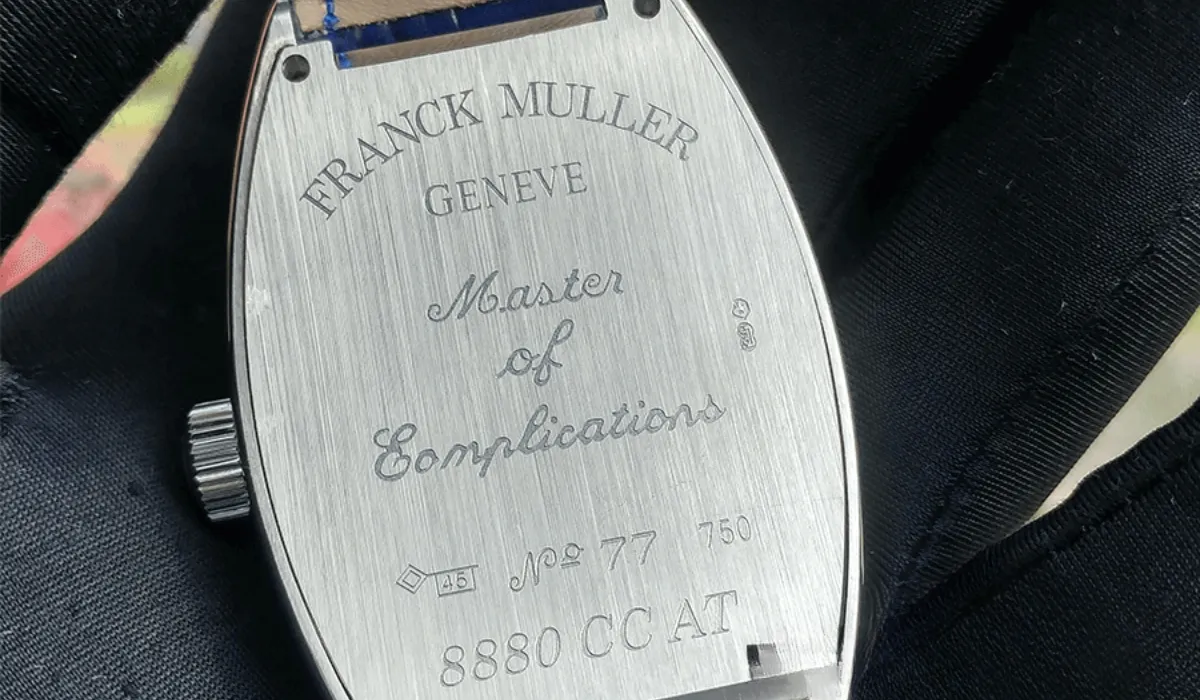 FRANCK MULLER
GENEVE
Master
of
Complications
45 Nº 77 750
8880 CC AT